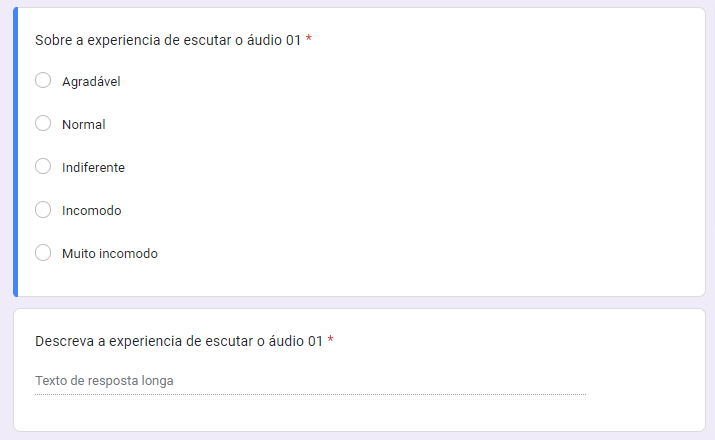 Sobre a experiencia de escutar o áudio 01 *
Agradável
Normal
Indiferente
Incomodo
Muito incomodo
Descreva a experiencia de escutar o áudio 01 *
Texto de resposta longa